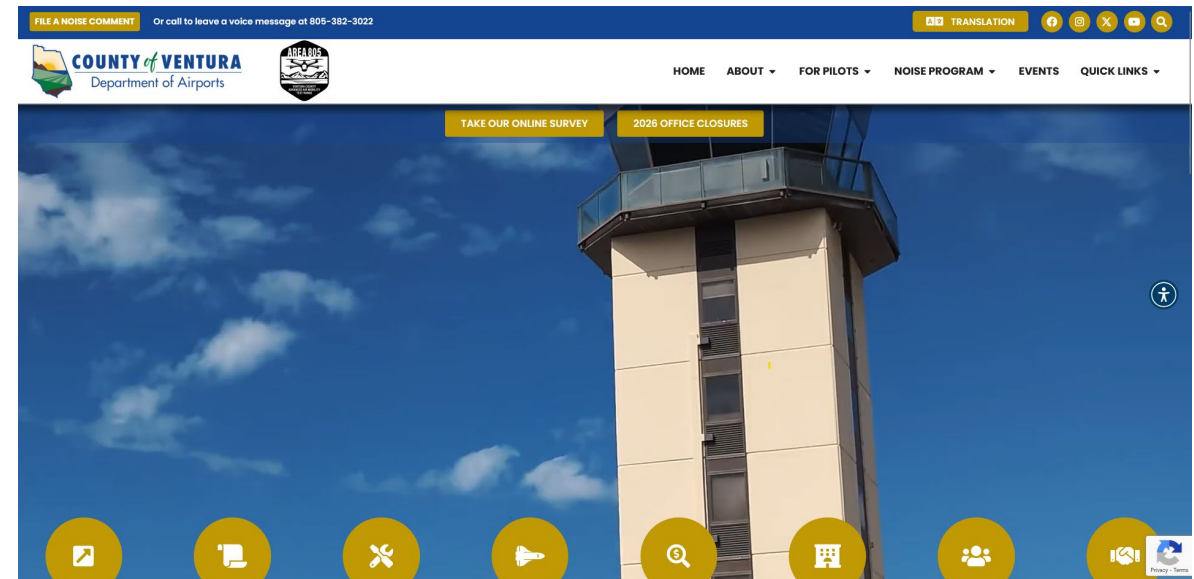 FILE A NOISE COMMENT
Or call to leave a voice message at 805-382-3022
TRANSLATION
COUNTY of VENTURA
Department of Airports
AREA 805
HOME
ABOUT
FOR PILOTS
NOISE PROGRAM
EVENTS
QUICK LINKS
TAKE OUR ONLINE SURVEY
2026 OFFICE CLOSURES
Privacy - Terms